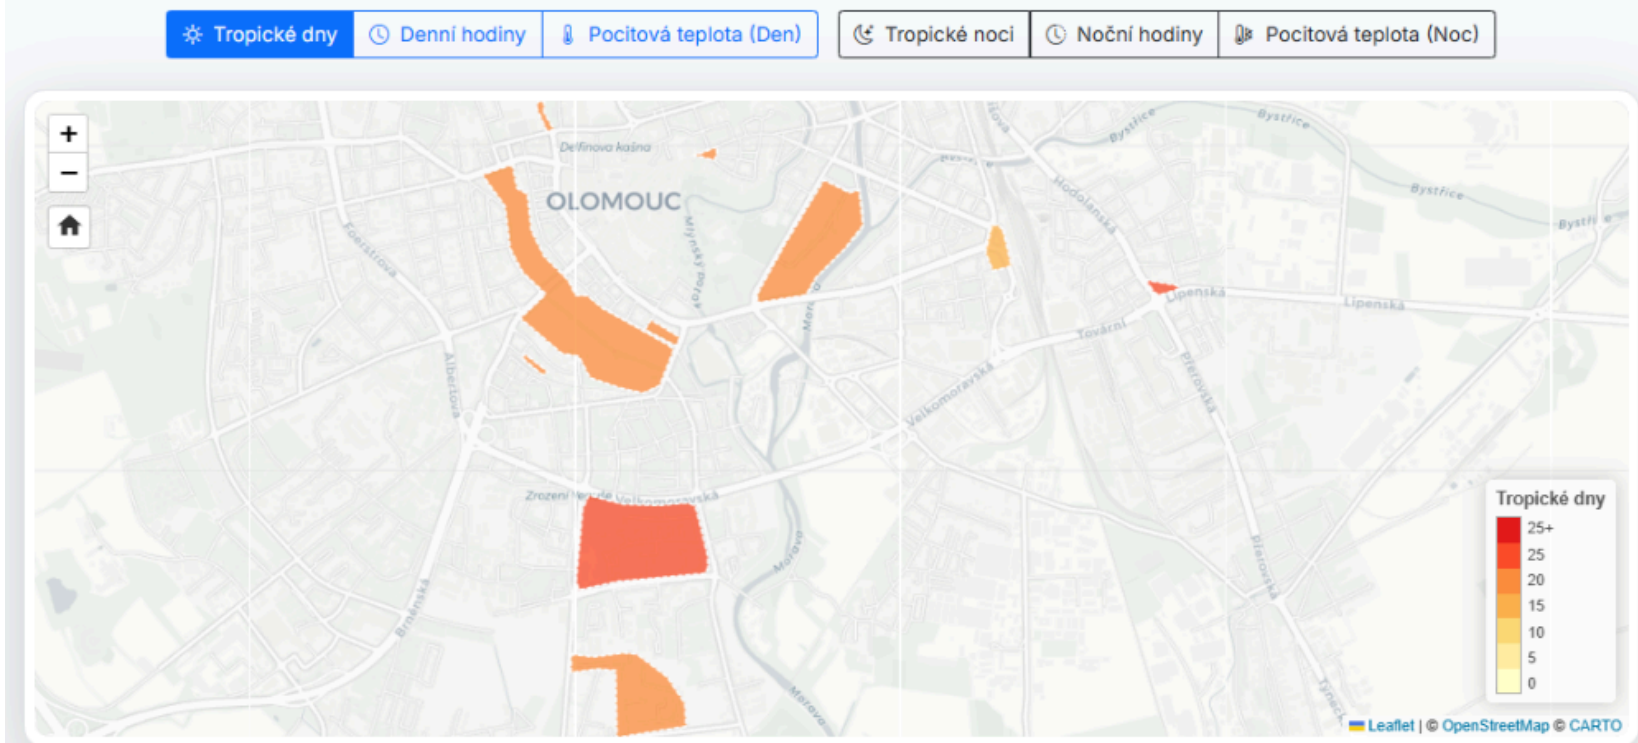 Tropické dny
Denní hodiny
Pocitová teplota (Den)
Tropické noci
Noční hodiny
Pocitová teplota (Noc)
+
−
Delfínova kašna
OLOMOUC
Mlýnský potok
Foerstrova
Albertova
Brněnská
Bystřice
Bystřice
Bystřice
Bystřice
Hodolanská
Lipenská
Lipenská
Tovární
Přerovská
Přerovská
Velkomoravská
Velkomoravská
Morava
Morava
Týneck
Tropické dny
25+
25
20
15
10
5
0
Leaflet | © OpenStreetMap © CARTO